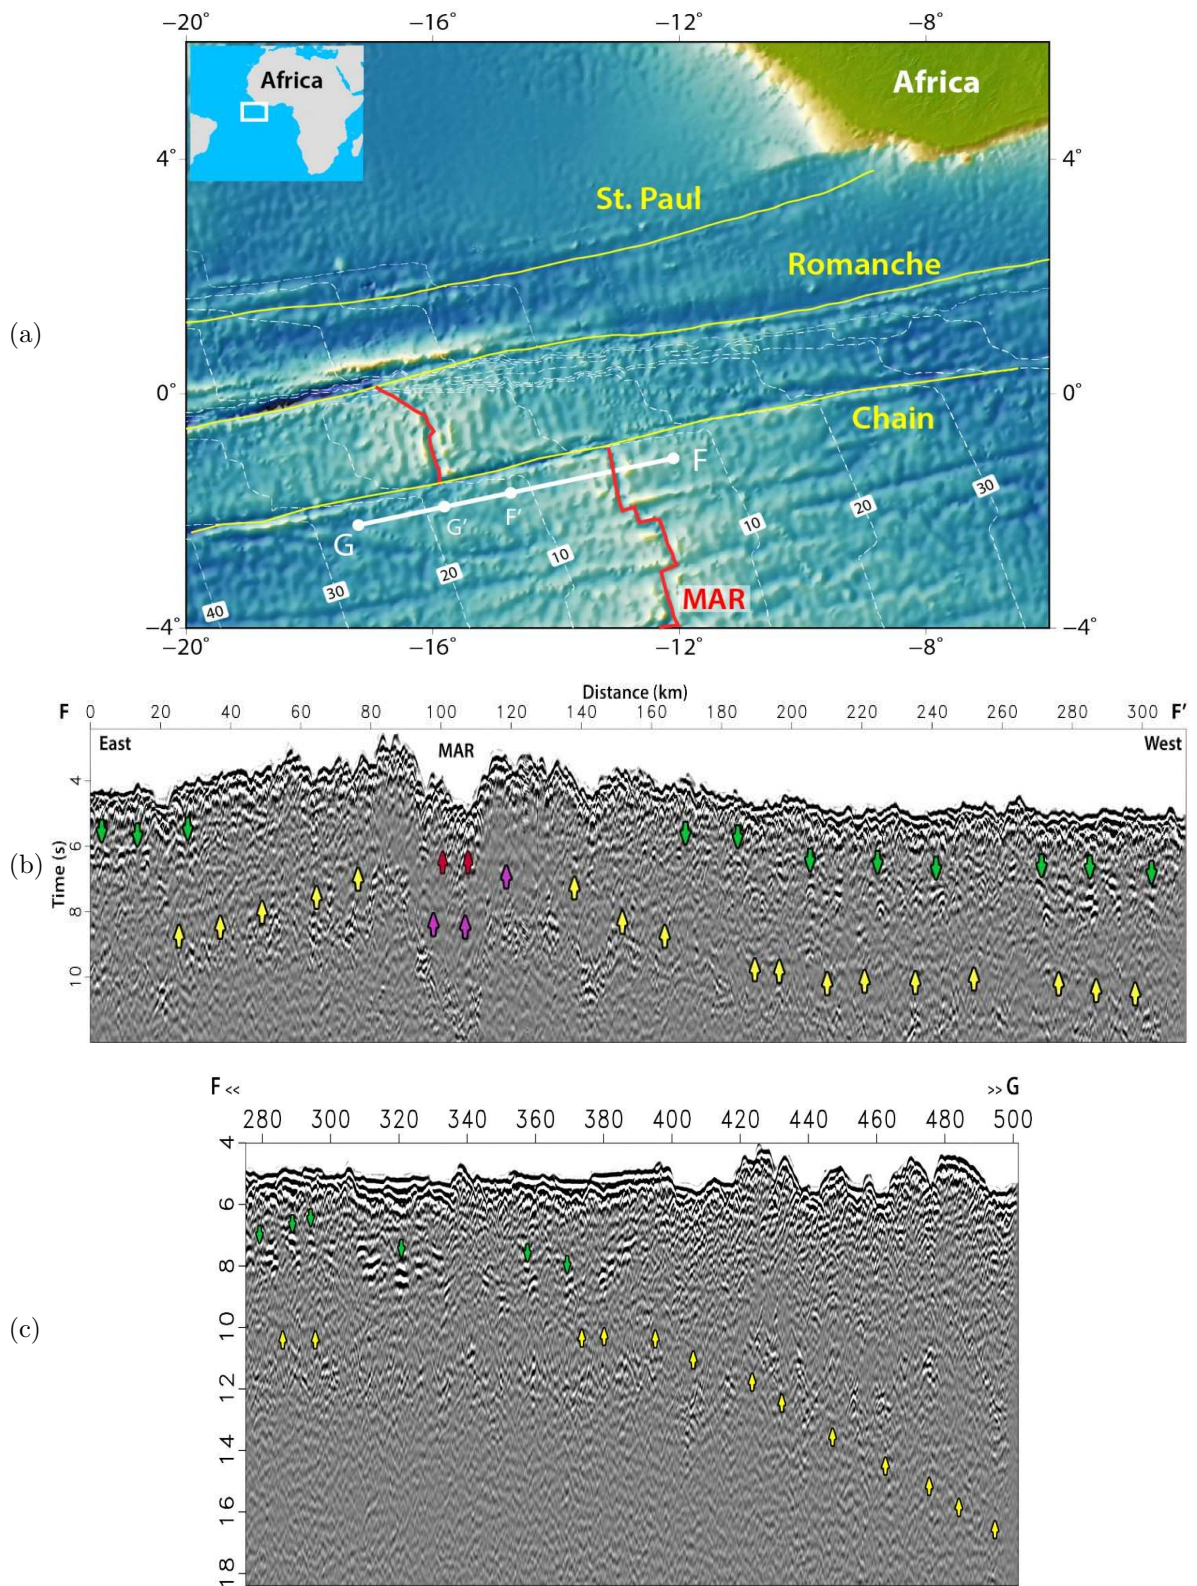 −20° −16° −12° −8°
Africa
Africa
4° 4°
St. Paul
Romanche
(a)
0° 0°
Chain
F
G' F'
G
30
20
10
10
20
30
40
MAR
−4° −4°
−20° −16° −12° −8°
Distance (km)
F 0 20 40 60 80 100 120 140 160 180 200 220 240 260 280 300 F'
East MAR West
4
6
(b)
Time (s)
8
10
F << >> G
280 300 320 340 360 380 400 420 440 460 480 500
4
6
8
10
(c)
12
14
16
18